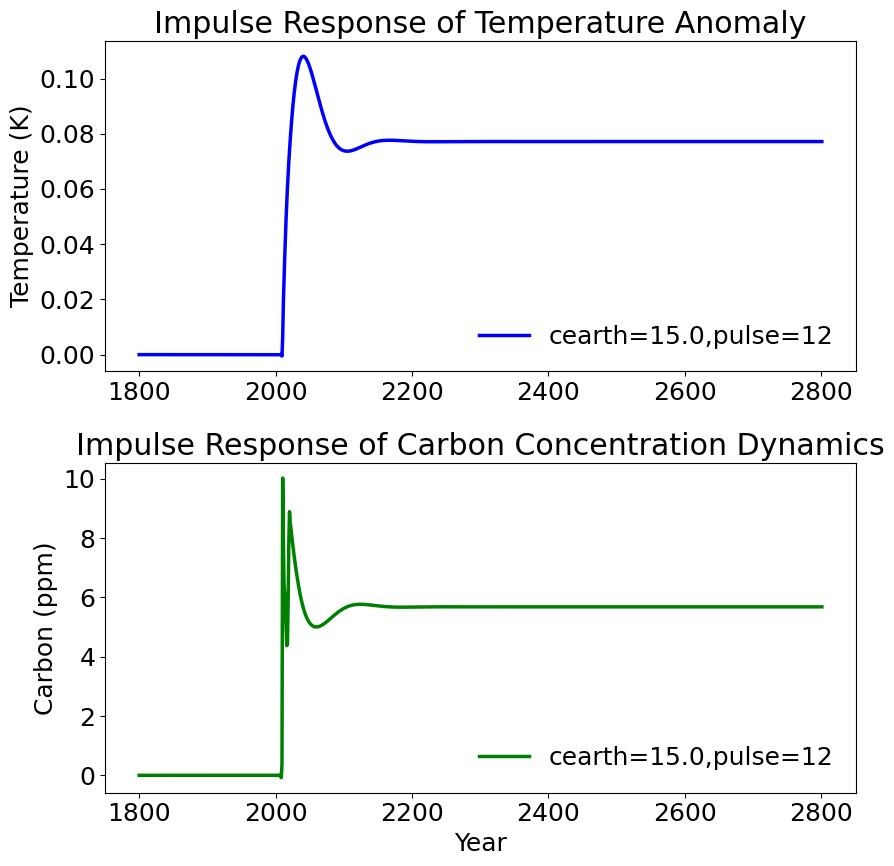 Impulse Response of Temperature Anomaly
Temperature (K)
0.10
0.08
0.06
0.04
0.02
0.00
cearth=15.0,pulse=12
1800 2000 2200 2400 2600 2800
Impulse Response of Carbon Concentration Dynamics
Carbon (ppm)
10
8
6
4
2
0
cearth=15.0,pulse=12
1800 2000 2200 2400 2600 2800
Year